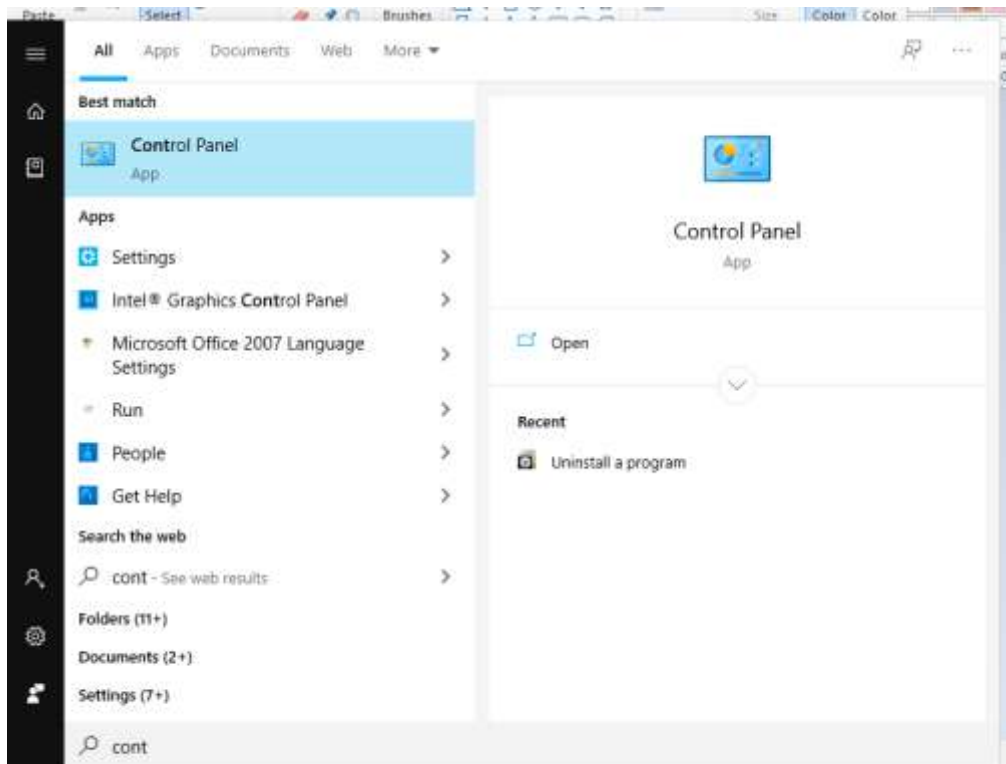 Paste Select Brushes Size Color Color
All Apps Documents Web More
Best match
Control Panel
App
Apps
Settings
Intel® Graphics Control Panel
Microsoft Office 2007 Language
Settings
Run
People
Get Help
Search the web
cont - See web results
Folders (11+)
Documents (2+)
Settings (7+)
cont
Control Panel
App
Open
Recent
Uninstall a program